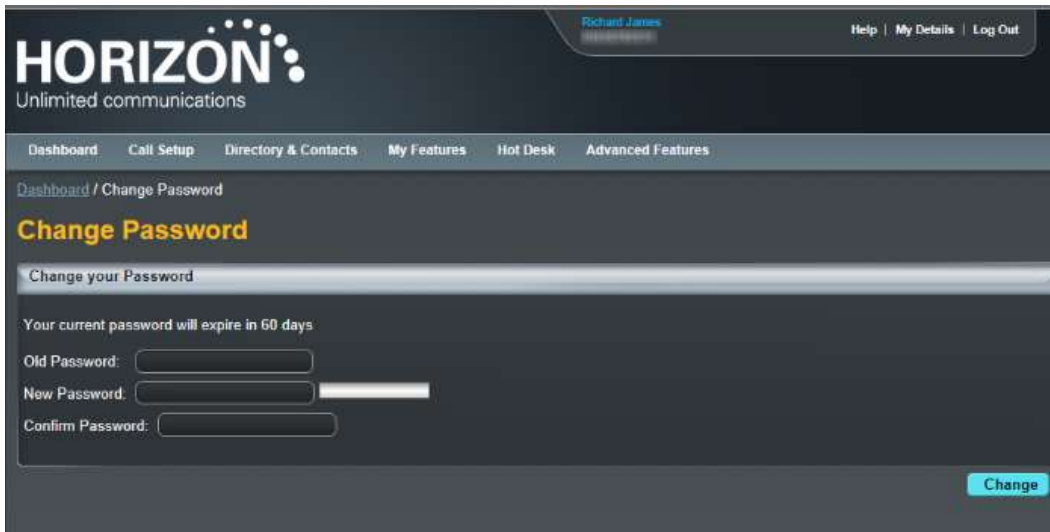 Richard James
Help | My Details | Log Out
HORIZON
Unlimited communications
Dashboard Call Setup Directory & Contacts My Features Hot Desk Advanced Features
Dashboard / Change Password
Change Password
Change your Password
Your current password will expire in 60 days
Old Password:
New Password:
Confirm Password:
Change